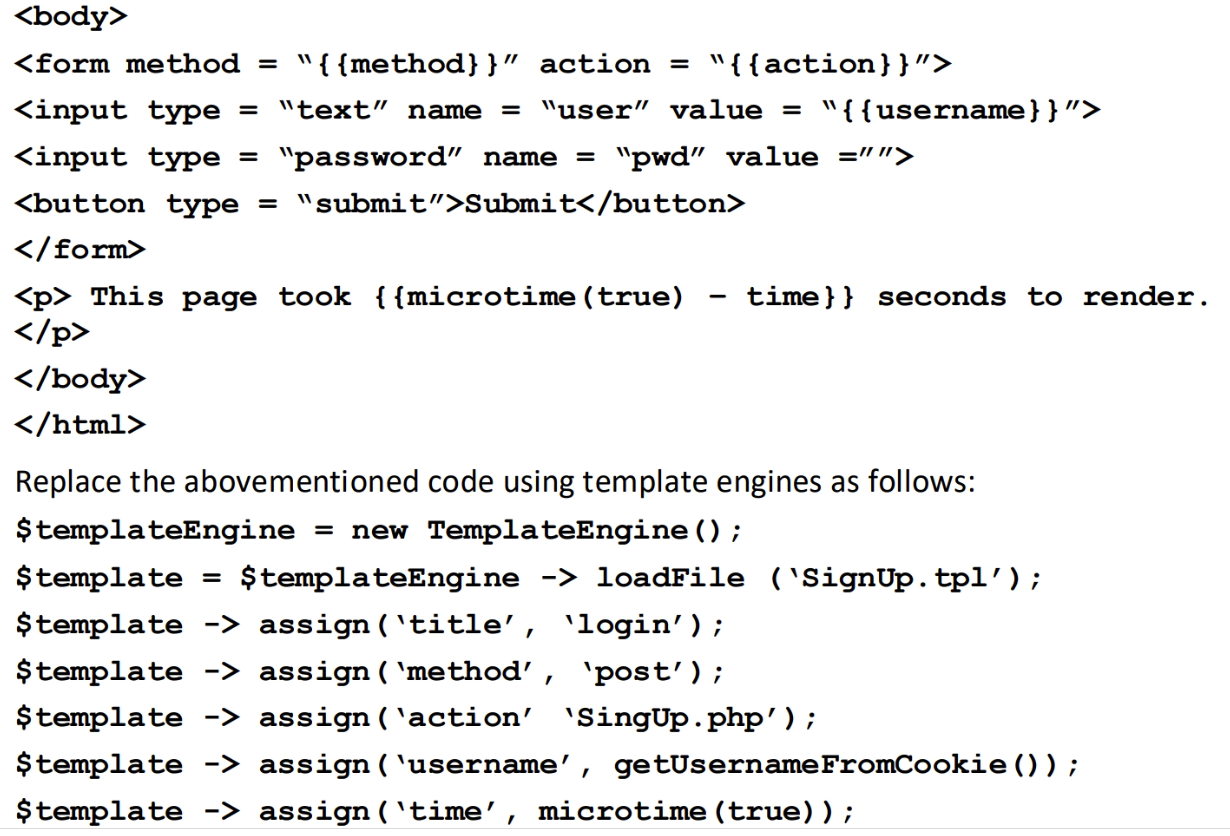 <body>
<form method = “{{method}}” action = “{{action}}”>
<input type = “text” name = “user” value = “{{username}}”>
<input type = “password” name = “pwd” value =””>
<button type = “submit”>Submit</button>
</form>
<p> This page took {{microtime(true) – time}} seconds to render.
</p>
</body>
</html>
Replace the abovementioned code using template engines as follows:
$templateEngine = new TemplateEngine();
$template = $templateEngine -> loadFile (‘SignUp.tpl’);
$template -> assign(‘title’, ‘login’);
$template -> assign(‘method’, ‘post’);
$template -> assign(‘action’ ‘SingUp.php’);
$template -> assign(‘username’, getUsernameFromCookie());
$template -> assign(‘time’, microtime(true));